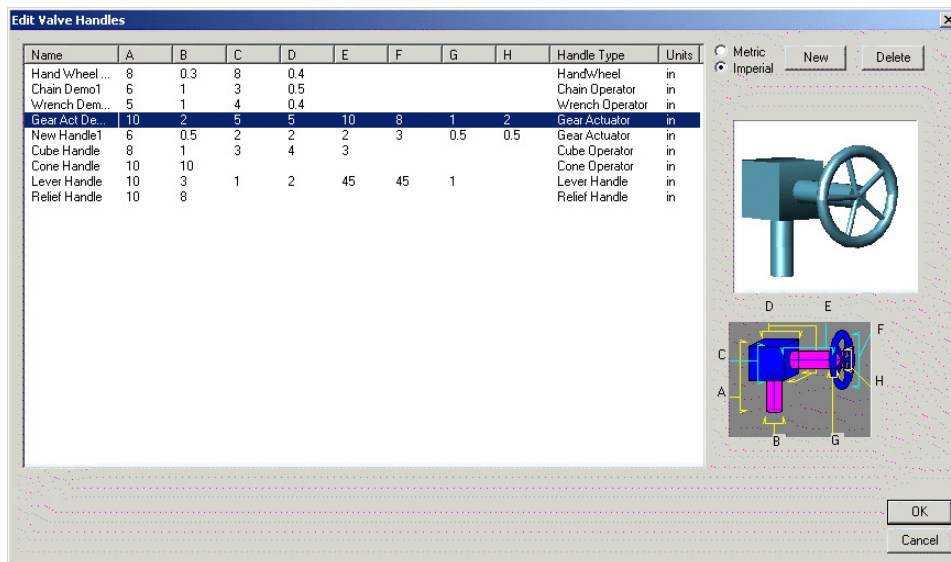 Edit Valve Handles
Name A B C D E F G H Handle Type Units
Hand Wheel ... 8 0.3 8 0.4 HandWheel in
Chain Demo1 6 1 3 0.5 Chain Operator in
Wrench Dem... 5 1 4 0.4 Wrench Operator in
Gear Act De... 10 2 5 5 10 8 1 2 Gear Actuator in
New Handle1 6 0.5 2 2 2 3 0.5 0.5 Gear Actuator in
Cube Handle 8 1 3 4 3 Cube Operator in
Cone Handle 10 10 Cone Operator in
Lever Handle 10 3 1 2 45 45 1 Lever Handle in
Relief Handle 10 8 Relief Handle in
Metric
Imperial
New
Delete
D E
F
C
H
A
B G
OK
Cancel